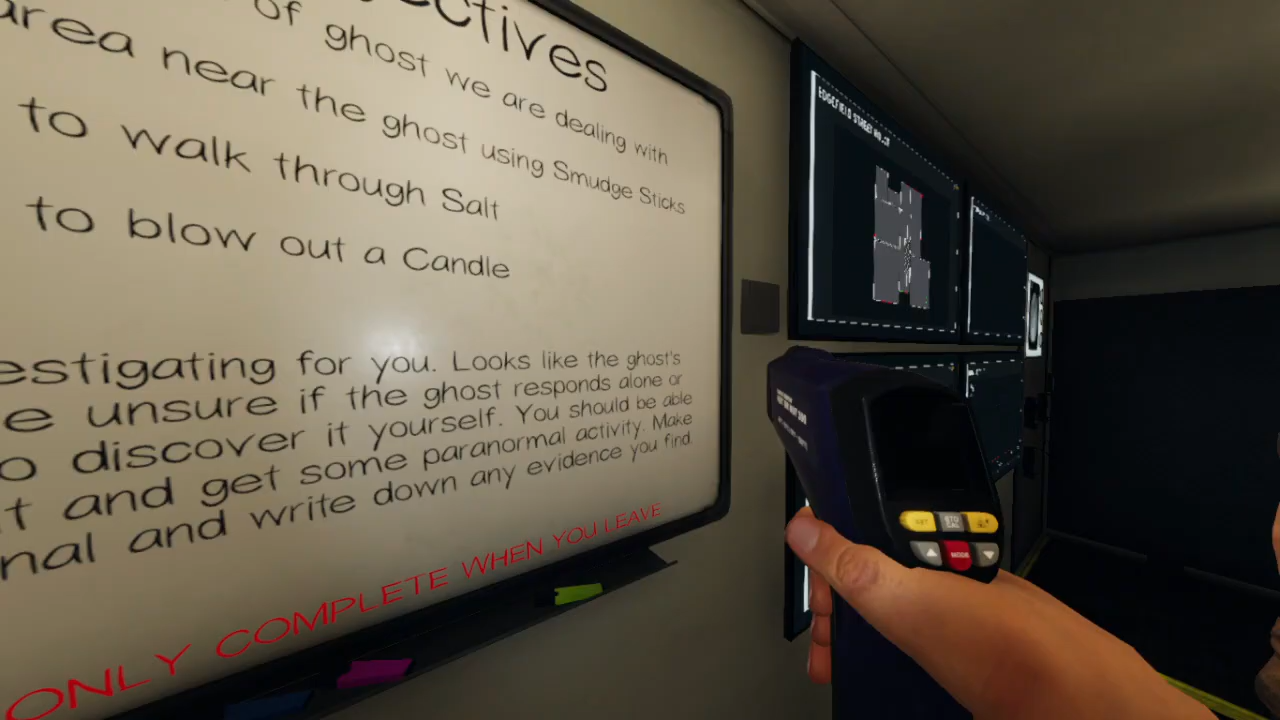 ectives
of ghost we are dealing with
area near the ghost using Smudge Sticks
to walk through Salt
to blow out a Candle
estigating for you. Looks like the ghost's
e unsure if the ghost responds alone or
o discover it yourself. You should be able
t and get some paranormal activity. Make
nal and write down any evidence you find.
ONLY COMPLETE WHEN YOU LEAVE
EDGEFIELD STREET HOUSE
MODE